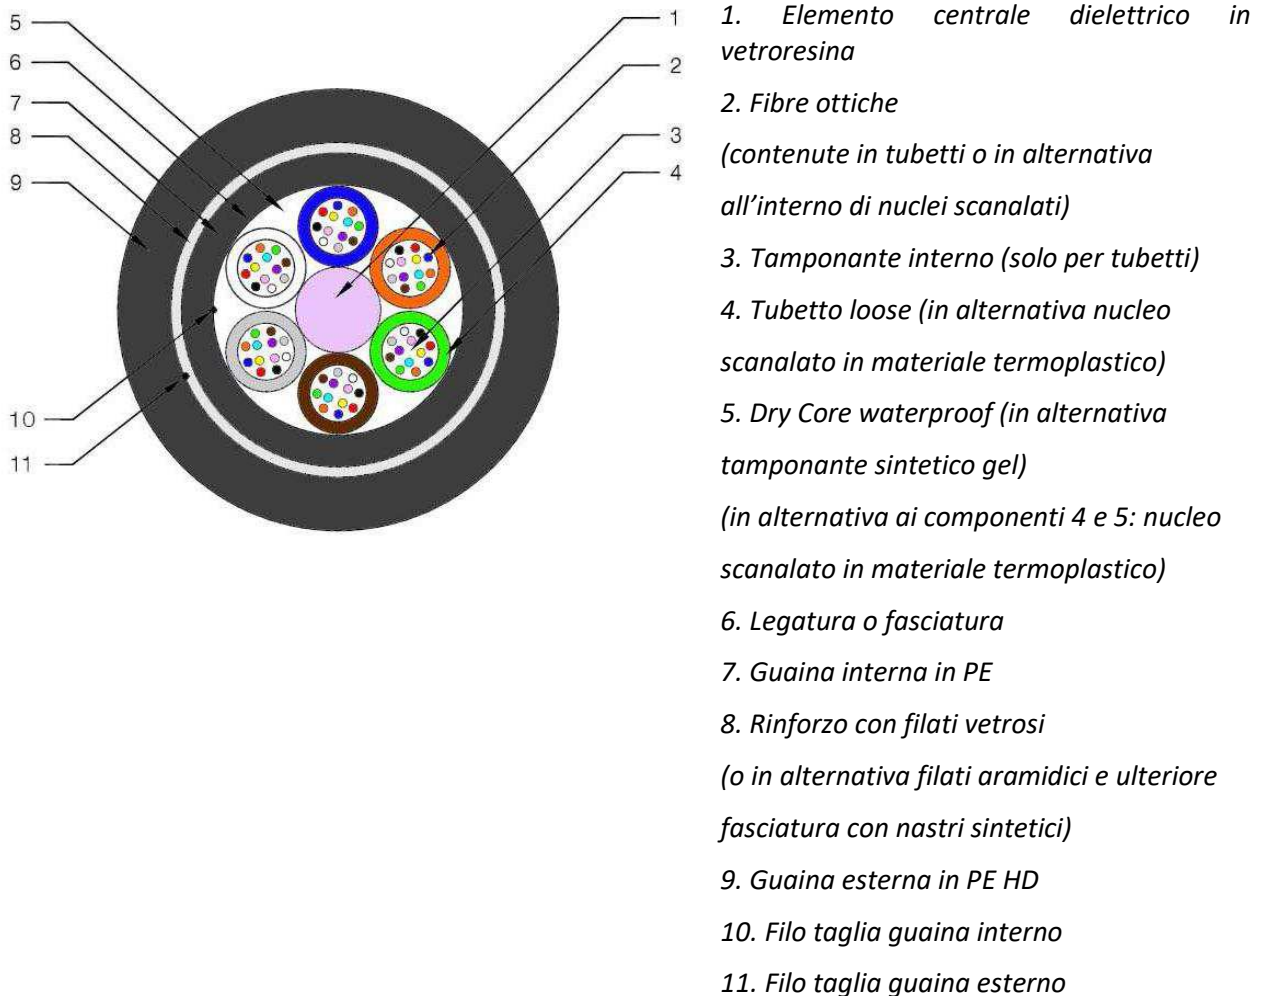 5
6
7
8
9
10
11
1
2
3
4
1. Elemento centrale dielettrico in
vetroresina
2. Fibre ottiche
(contenute in tubetti o in alternativa
all’interno di nuclei scanalati)
3. Tamponante interno (solo per tubetti)
4. Tubetto loose (in alternativa nucleo
scanalato in materiale termoplastico)
5. Dry Core waterproof (in alternativa
tamponante sintetico gel)
(in alternativa ai componenti 4 e 5: nucleo
scanalato in materiale termoplastico)
6. Legatura o fasciatura
7. Guaina interna in PE
8. Rinforzo con filati vetrosi
(o in alternativa filati aramidici e ulteriore
fasciatura con nastri sintetici)
9. Guaina esterna in PE HD
10. Filo taglia guaina interno
11. Filo taglia guaina esterno